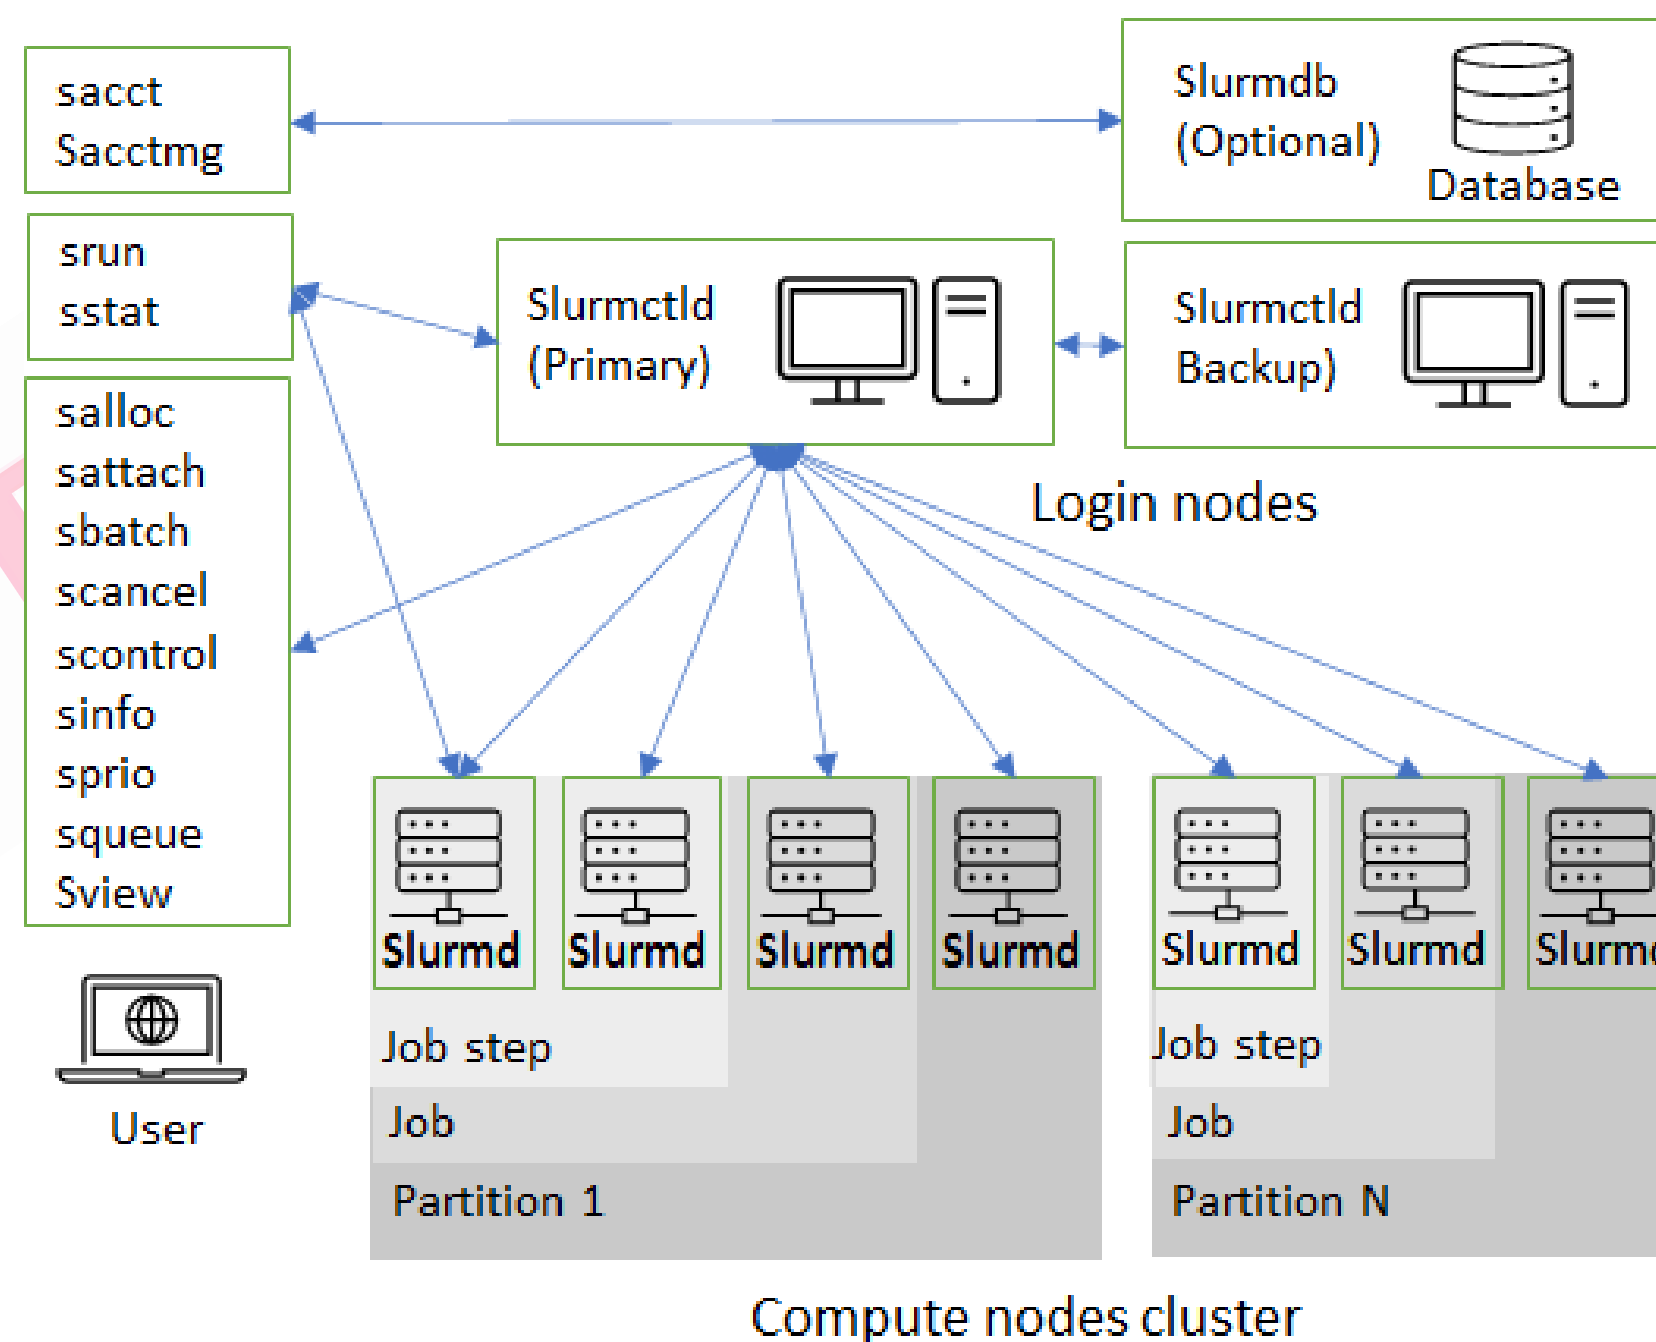 sacct
Sacctmg
Slurmdb
(Optional)
Database
srun
sstat
Slurmctld
(Primary)
Slurmctld
Backup)
salloc
sattach
sbatch
scancel
scontrol
sinfo
sprio
squeue
Sview
Login nodes
Slurmd
Slurmd
Slurmd
Slurmd
Slurmd
Slurmd
Job step
Job
Partition 1
Job step
Job
Partition N
User
Compute nodes cluster